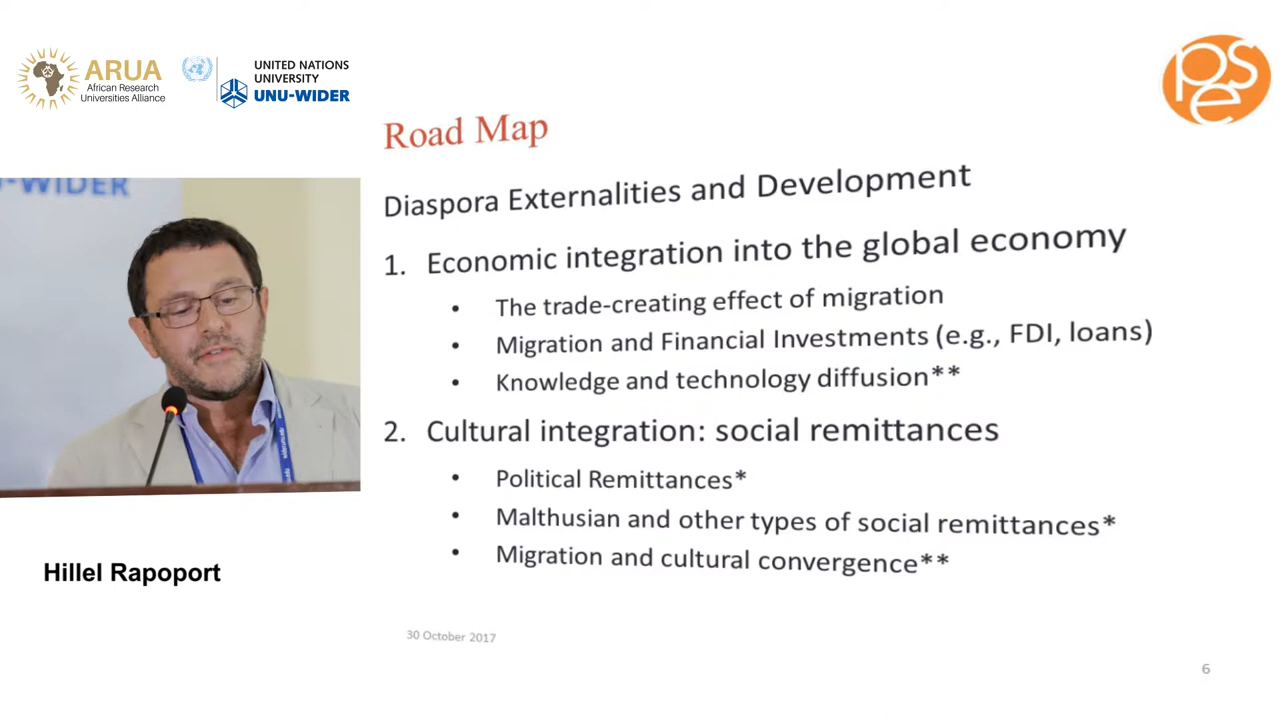 ARUA
African Research
Universities Alliance
UNITED NATIONS
UNIVERSITY
UNU-WIDER
pse
Road Map
Diaspora Externalities and Development
1. Economic integration into the global economy
• The trade-creating effect of migration
• Migration and Financial Investments (e.g., FDI, loans)
• Knowledge and technology diffusion**
2. Cultural integration: social remittances
• Political Remittances*
• Malthusian and other types of social remittances*
• Migration and cultural convergence**
U-WIDER
Hillel Rapoport
30 October 2017
6